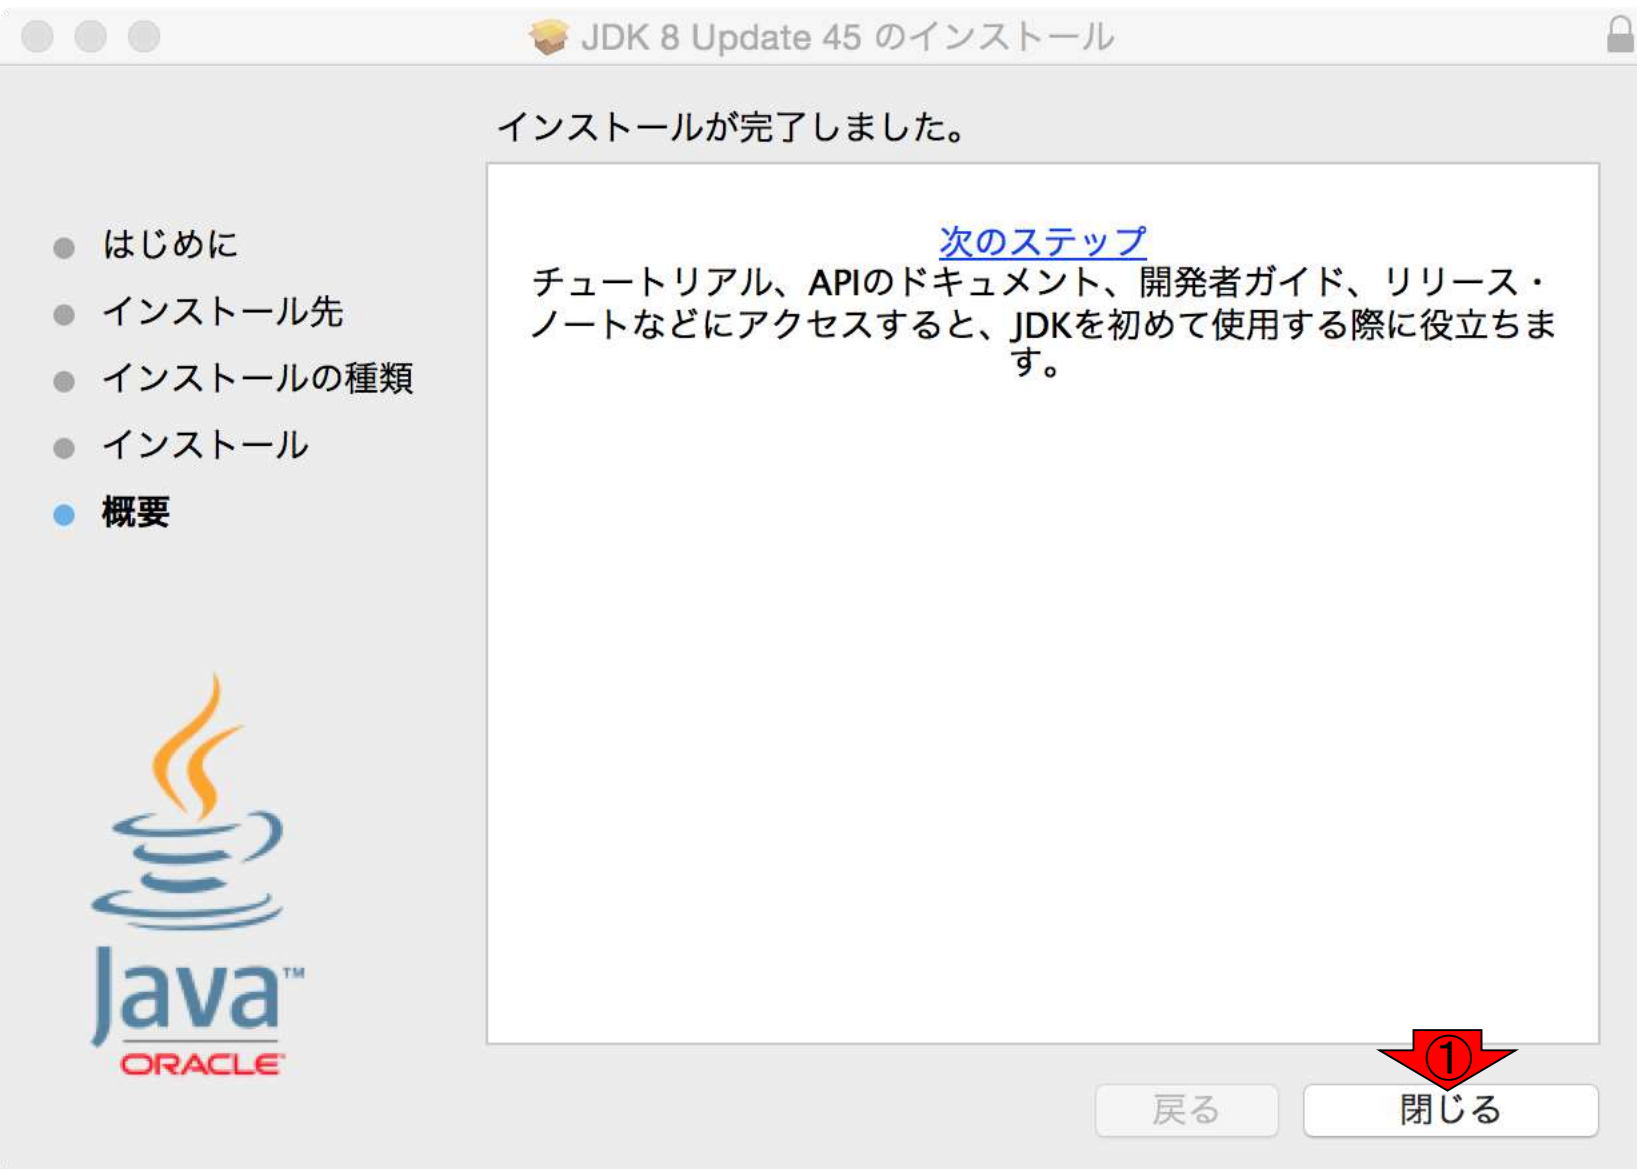 JDK 8 Update 45 のインストール
インストールが完了しました。
はじめに
インストール先
インストールの種類
インストール
概要
次のステップ
チュートリアル、APIのドキュメント、開発者ガイド、リリース・
ノートなどにアクセスすると、JDKを初めて使用する際に役立ちま
す。
Java™
ORACLE
①
戻る
閉じる